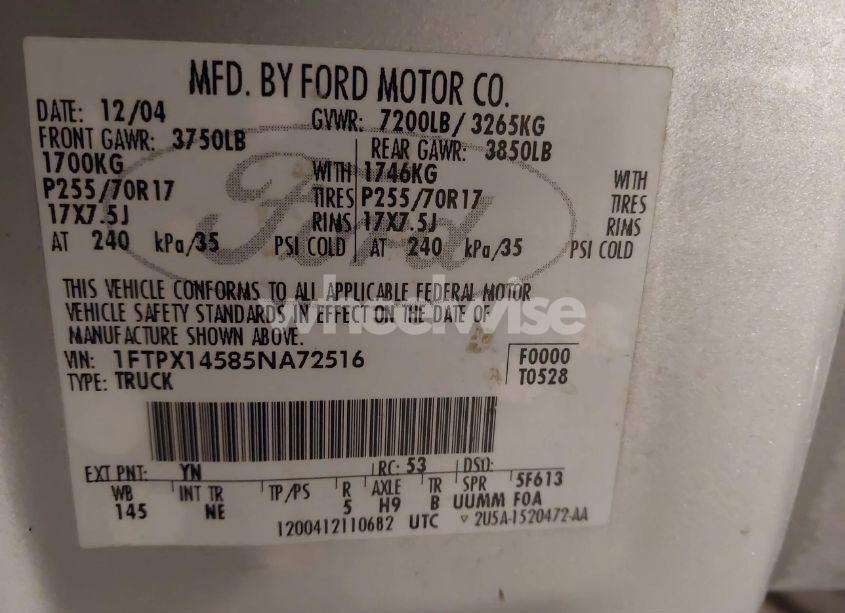 MFD. BY FORD MOTOR CO.
DATE: 12/04 GVWR: 7200LB/ 3265KG
FRONT GAWR: 3750LB REAR GAWR: 3850LB
1700KG WITH 1746KG WITH
P255/70R17 TIRES P255/70R17 TIRES
17X7.5J RIMS 17X7.5J RIMS
AT 240 kPa/35 PSI COLD AT 240 kPa/35 PSI COLD
Ford
THIS VEHICLE CONFORMS TO ALL APPLICABLE FEDERAL MOTOR
VEHICLE SAFETY STANDARDS IN EFFECT ON THE DATE OF
MANUFACTURE SHOWN ABOVE.
wheelwise
VIN: 1FTPX14585NA72516 F0000
TYPE: TRUCK T0528
EXT PNT: YN RC: 53 DSO:
WB INT TR TP/PS R AXLE TR SPR 5F613
145 NE 5 H9 B UUMM F0A
1200412110682 UTC ▽ 2U5A-1520472-AA